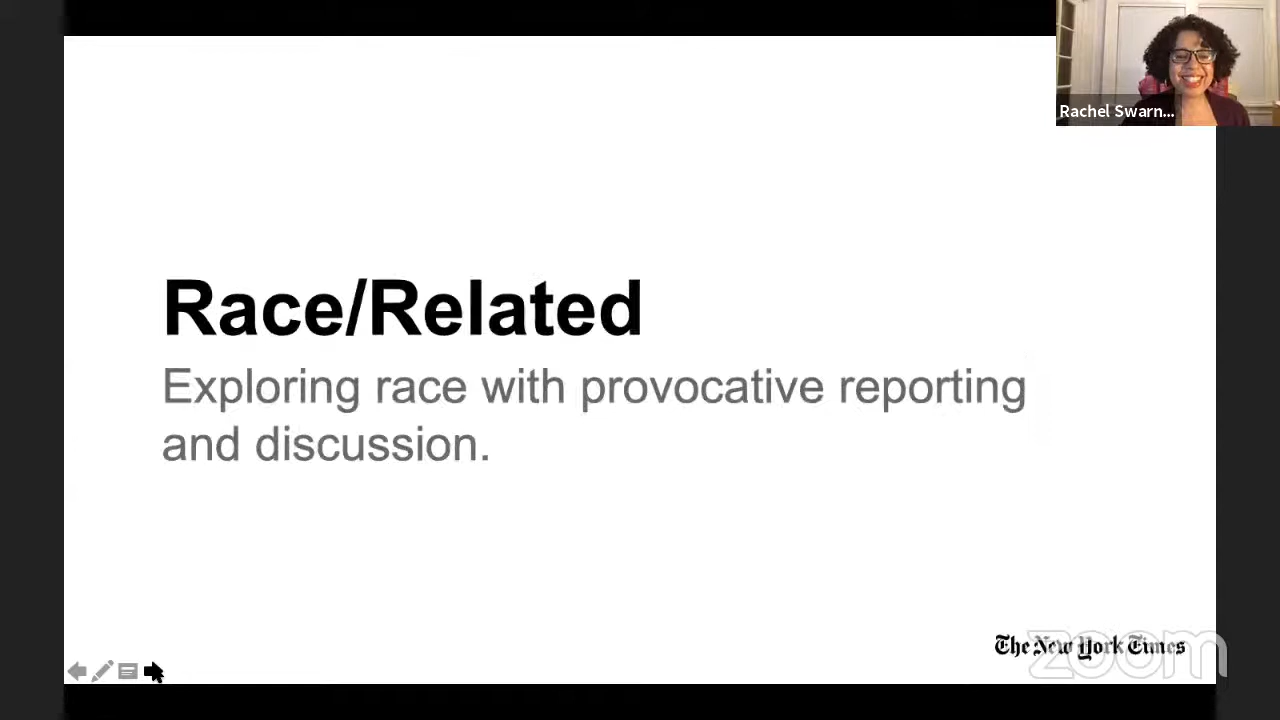 Rachel Swarn...
Race/Related
Exploring race with provocative reporting
and discussion.
The New York Times
zoom